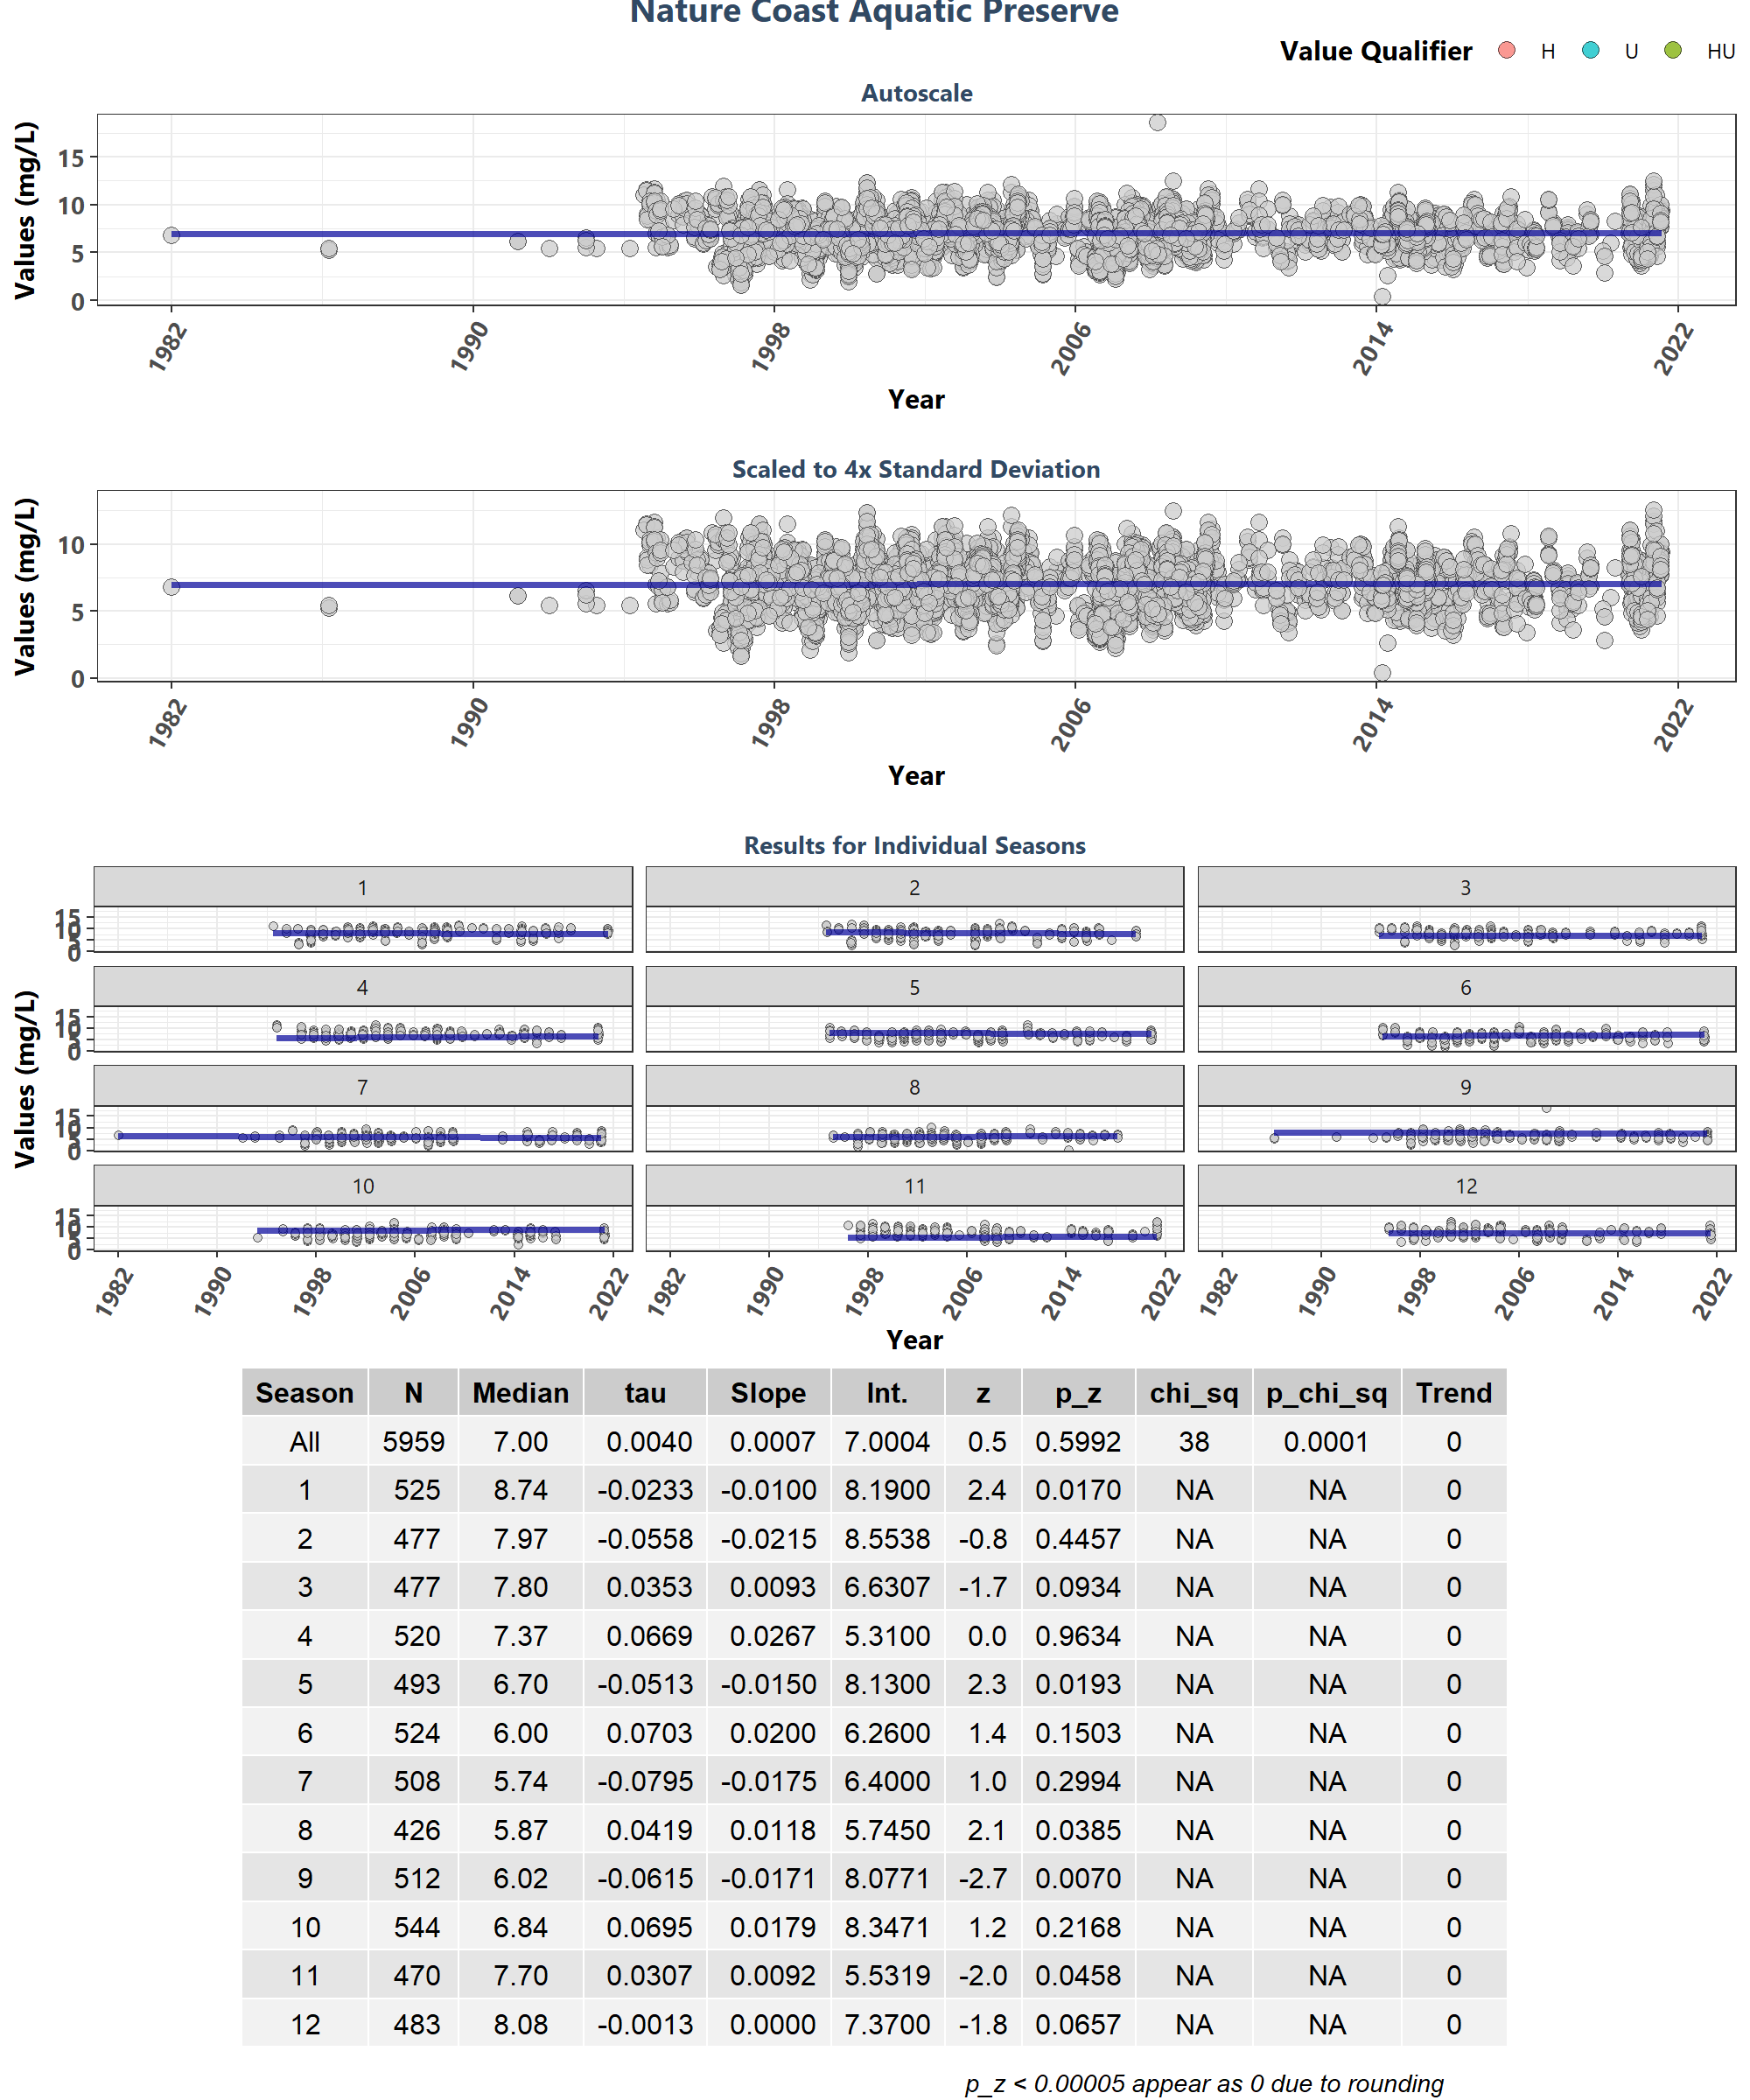 Nature Coast Aquatic Preserve
Value Qualifier H U HU
Autoscale
Values (mg/L)
15
10
5
0
1982 1990 1998 2006 2014 2022
Year
Scaled to 4x Standard Deviation
Values (mg/L)
10
5
0
1982 1990 1998 2006 2014 2022
Year
Results for Individual Seasons
Values (mg/L)
1 2 3
15
10
5
0
4 5 6
15
10
5
0
7 8 9
15
10
5
0
10 11 12
15
10
5
0
1982 1990 1998 2006 2014 2022 1982 1990 1998 2006 2014 2022 1982 1990 1998 2006 2014 2022
Year
Season N Median tau Slope Int. z p_z chi_sq p_chi_sq Trend
All 5959 7.00 0.0040 0.0007 7.0004 0.5 0.5992 38 0.0001 0
1 525 8.74 -0.0233 -0.0100 8.1900 2.4 0.0170 NA NA 0
2 477 7.97 -0.0558 -0.0215 8.5538 -0.8 0.4457 NA NA 0
3 477 7.80 0.0353 0.0093 6.6307 -1.7 0.0934 NA NA 0
4 520 7.37 0.0669 0.0267 5.3100 0.0 0.9634 NA NA 0
5 493 6.70 -0.0513 -0.0150 8.1300 2.3 0.0193 NA NA 0
6 524 6.00 0.0703 0.0200 6.2600 1.4 0.1503 NA NA 0
7 508 5.74 -0.0795 -0.0175 6.4000 1.0 0.2994 NA NA 0
8 426 5.87 0.0419 0.0118 5.7450 2.1 0.0385 NA NA 0
9 512 6.02 -0.0615 -0.0171 8.0771 -2.7 0.0070 NA NA 0
10 544 6.84 0.0695 0.0179 8.3471 1.2 0.2168 NA NA 0
11 470 7.70 0.0307 0.0092 5.5319 -2.0 0.0458 NA NA 0
12 483 8.08 -0.0013 0.0000 7.3700 -1.8 0.0657 NA NA 0
p_z < 0.00005 appear as 0 due to rounding